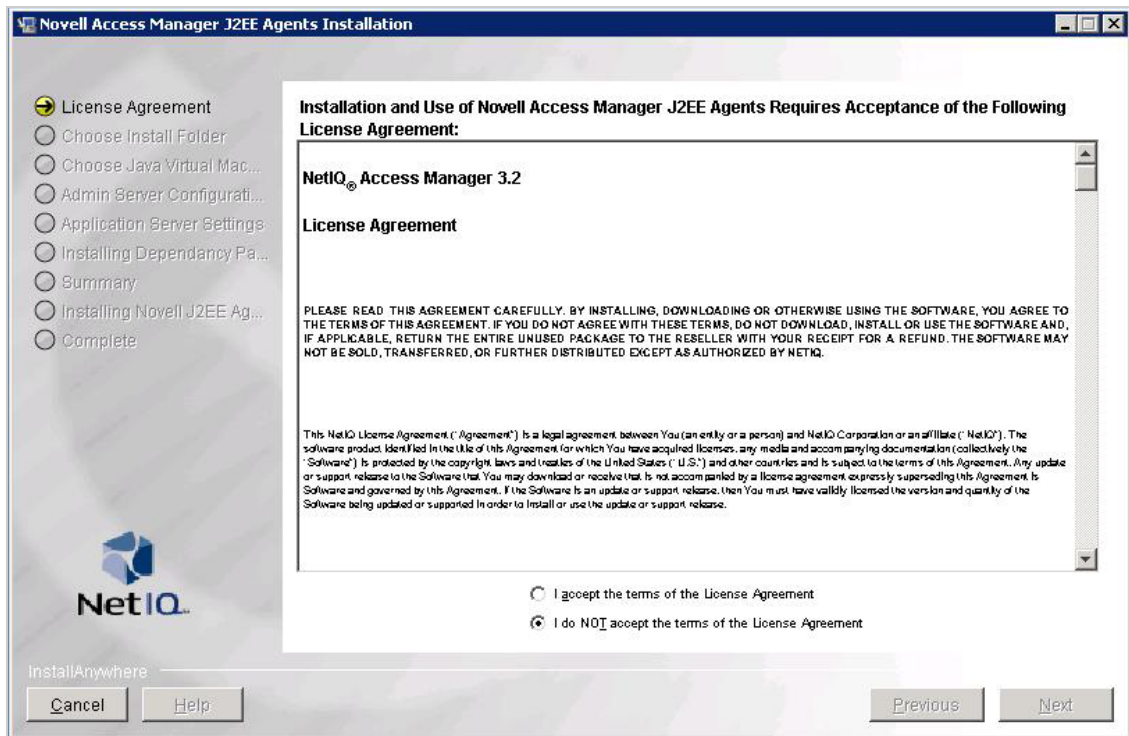 Novell Access Manager J2EE Agents Installation
License Agreement
Choose Install Folder
Choose Java Virtual Mac...
Admin Server Configurati...
Application Server Settings
Installing Dependancy Pa...
Summary
Installing Novell J2EE Ag...
Complete
NetIQ
Installation and Use of Novell Access Manager J2EE Agents Requires Acceptance of the Following
License Agreement:
NetIQ® Access Manager 3.2
License Agreement
PLEASE READ THIS AGREEMENT CAREFULLY. BY INSTALLING, DOWNLOADING OR OTHERWISE USING THE SOFTWARE, YOU AGREE TO
THE TERMS OF THIS AGREEMENT. IF YOU DO NOT AGREE WITH THESE TERMS, DO NOT DOWNLOAD, INSTALL OR USE THE SOFTWARE AND,
IF APPLICABLE, RETURN THE ENTIRE UNUSED PACKAGE TO THE RESELLER WITH YOUR RECEIPT FOR A REFUND. THE SOFTWARE MAY
NOT BE SOLD, TRANSFERRED, OR FURTHER DISTRIBUTED EXCEPT AS AUTHORIZED BY NETIQ.
This NetIQ License Agreement ("Agreement") is a legal agreement between You (an entity or a person) and NetIQ Corporation or an affiliate ("NetIQ"). The
software product identified in the title of this Agreement for which You have acquired licenses, any media and accompanying documentation (collectively the
"Software") is protected by the copyright laws and treaties of the United States ("U.S.") and other countries and is subject to the terms of this Agreement. Any update
or support release to the Software that You may download or receive that is not accompanied by a license agreement expressly superseding this Agreement is
Software and governed by this Agreement. If the Software is an update or support release, then You must have validly licensed the version and quantity of the
Software being updated or supported in order to install or use the update or support release.
I accept the terms of the License Agreement
I do NOT accept the terms of the License Agreement
InstallAnywhere
Cancel
Help
Previous
Next